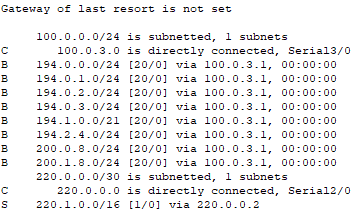 Gateway of last resort is not set
100.0.0.0/24 is subnetted, 1 subnets
C 100.0.3.0 is directly connected, Serial3/0
B 194.0.0.0/24 [20/0] via 100.0.3.1, 00:00:00
B 194.0.1.0/24 [20/0] via 100.0.3.1, 00:00:00
B 194.0.2.0/24 [20/0] via 100.0.3.1, 00:00:00
B 194.0.3.0/24 [20/0] via 100.0.3.1, 00:00:00
B 194.1.0.0/21 [20/0] via 100.0.3.1, 00:00:00
B 194.2.4.0/24 [20/0] via 100.0.3.1, 00:00:00
B 200.0.8.0/24 [20/0] via 100.0.3.1, 00:00:00
B 200.1.8.0/24 [20/0] via 100.0.3.1, 00:00:00
220.0.0.0/30 is subnetted, 1 subnets
C 220.0.0.0 is directly connected, Serial2/0
S 220.1.0.0/16 [1/0] via 220.0.0.2